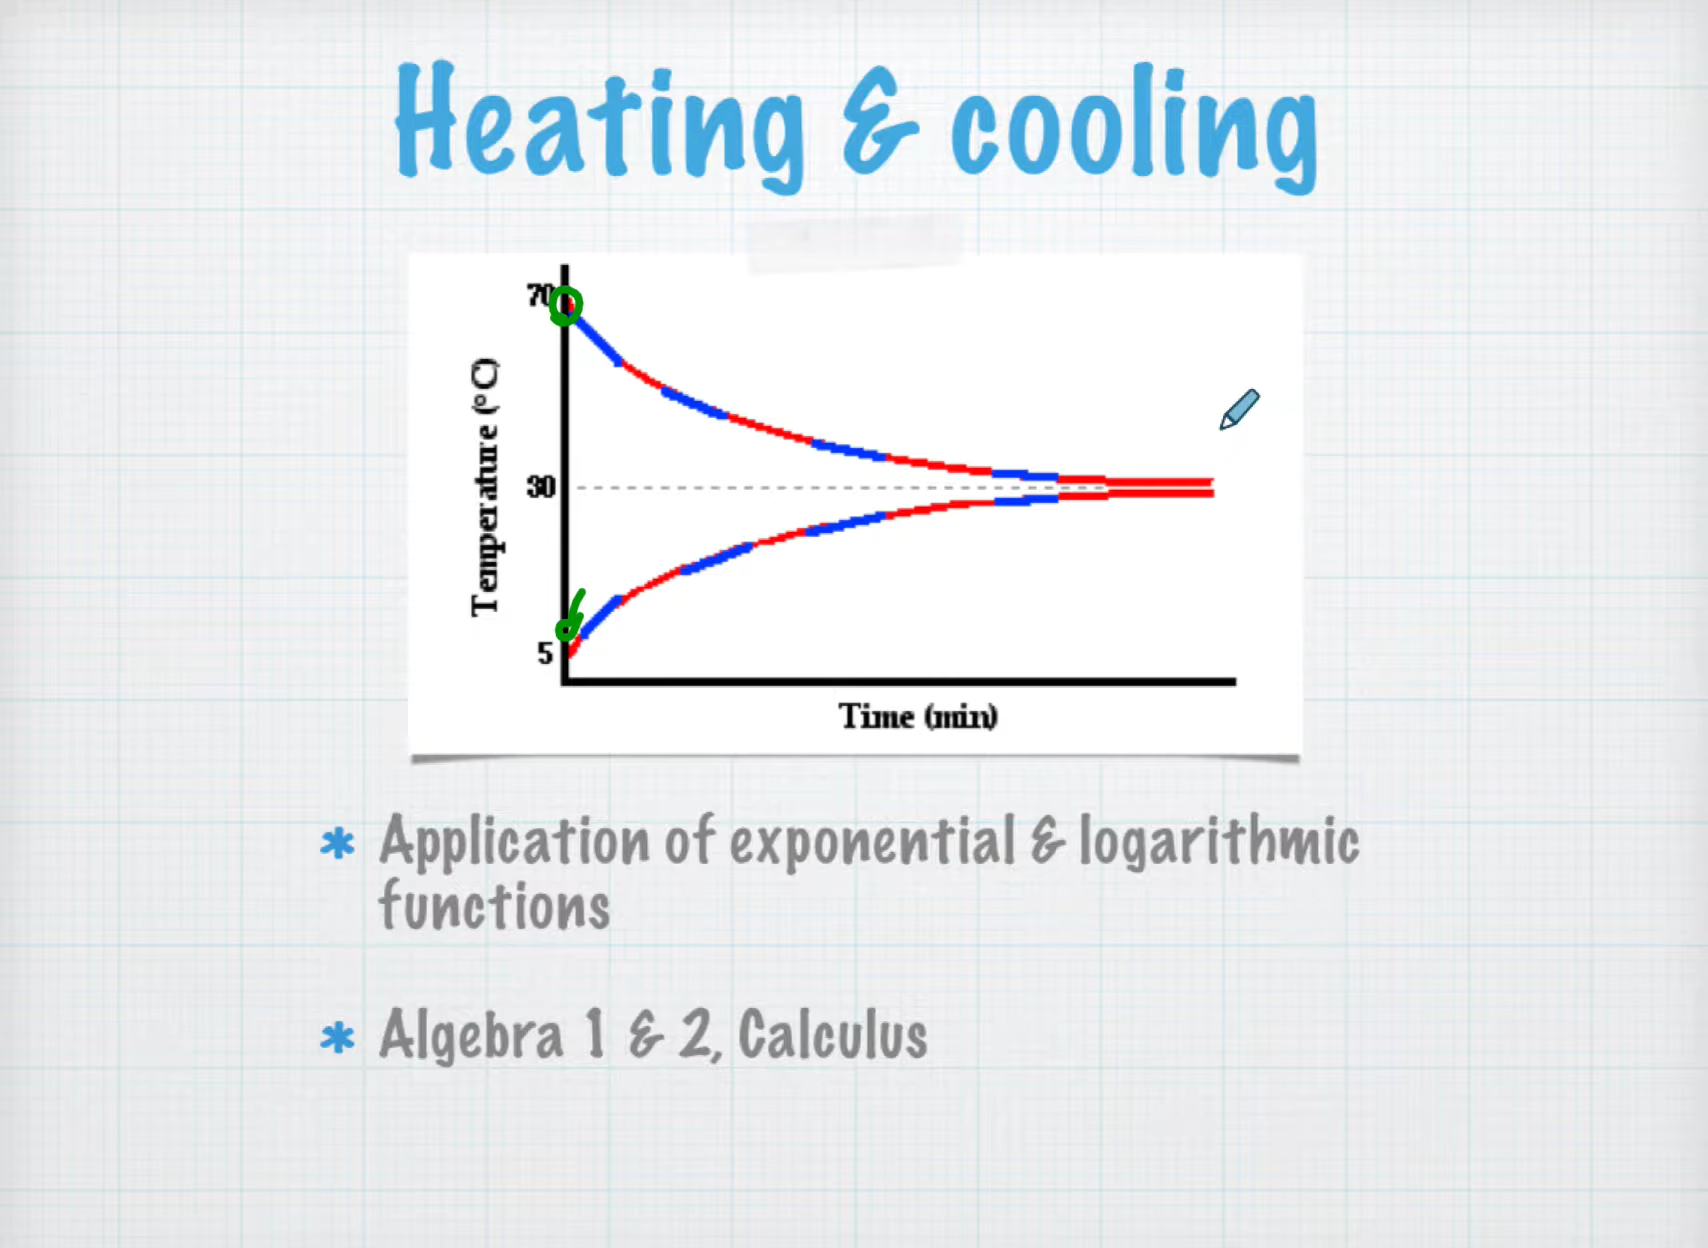 Heating & cooling
70
30
5
Temperature (°C)
Time (min)
* Application of exponential & logarithmic
functions
* Algebra 1 & 2, Calculus